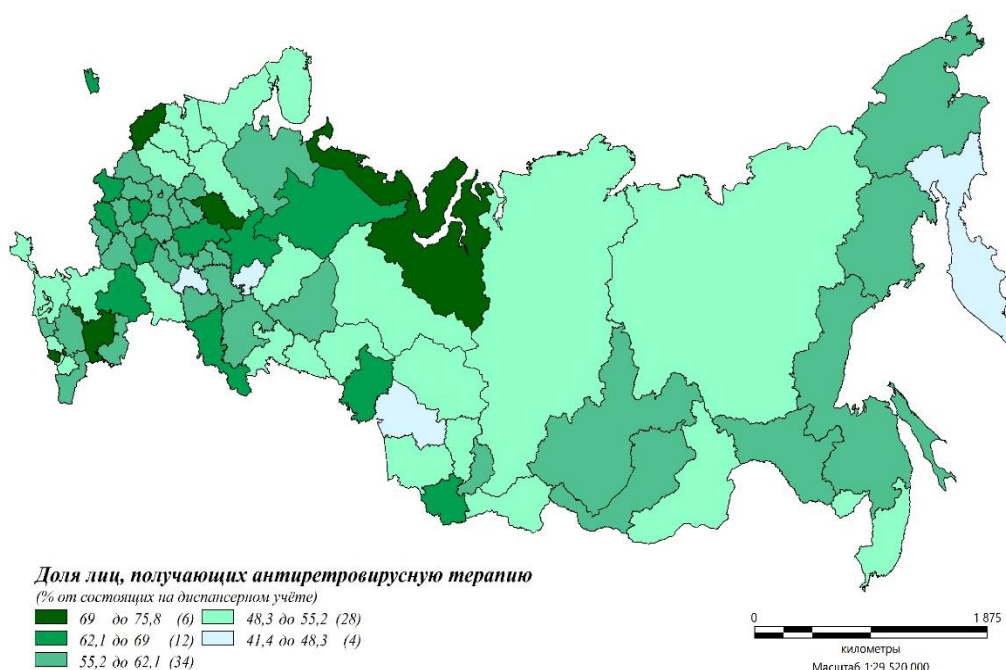 Доля лиц, получающих антиретровирусную терапию
(% от состоящих на диспансерном учёте)
69 до 75,8 (6)
62,1 до 69 (12)
55,2 до 62,1 (34)
48,3 до 55,2 (28)
41,4 до 48,3 (4)
0 1 875
километры
Масштаб 1:29 520 000